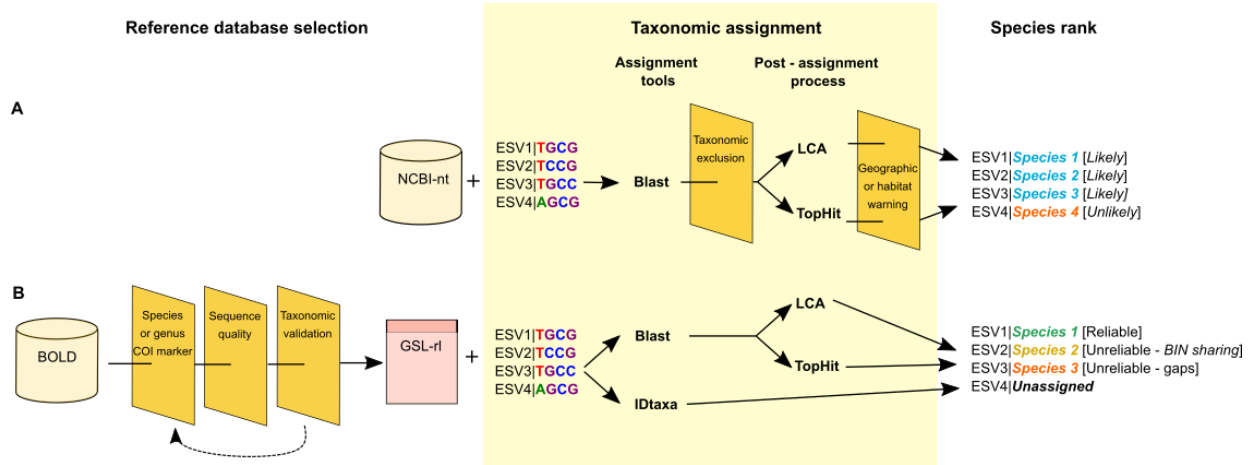 Reference database selection
Taxonomic assignment
Species rank
Assignment
tools
Post - assignment
process
A
NCBI-nt
+
ESV1|TGCG
ESV2|TCCG
ESV3|TGCC
ESV4|AGCG
Blast
Taxonomic
exclusion
LCA
TopHit
Geographic
or habitat
warning
ESV1|Species 1 [Likely]
ESV2|Species 2 [Likely]
ESV3|Species 3 [Likely]
ESV4|Species 4 [Unlikely]
B
BOLD
Species
or genus
COI marker
Sequence
quality
Taxonomic
validation
GSL-rl
+
ESV1|TGCG
ESV2|TCCG
ESV3|TGCC
ESV4|AGCG
Blast
IDtaxa
LCA
TopHit
ESV1|Species 1 [Reliable]
ESV2|Species 2 [Unreliable - BIN sharing]
ESV3|Species 3 [Unreliable - gaps]
ESV4|Unassigned